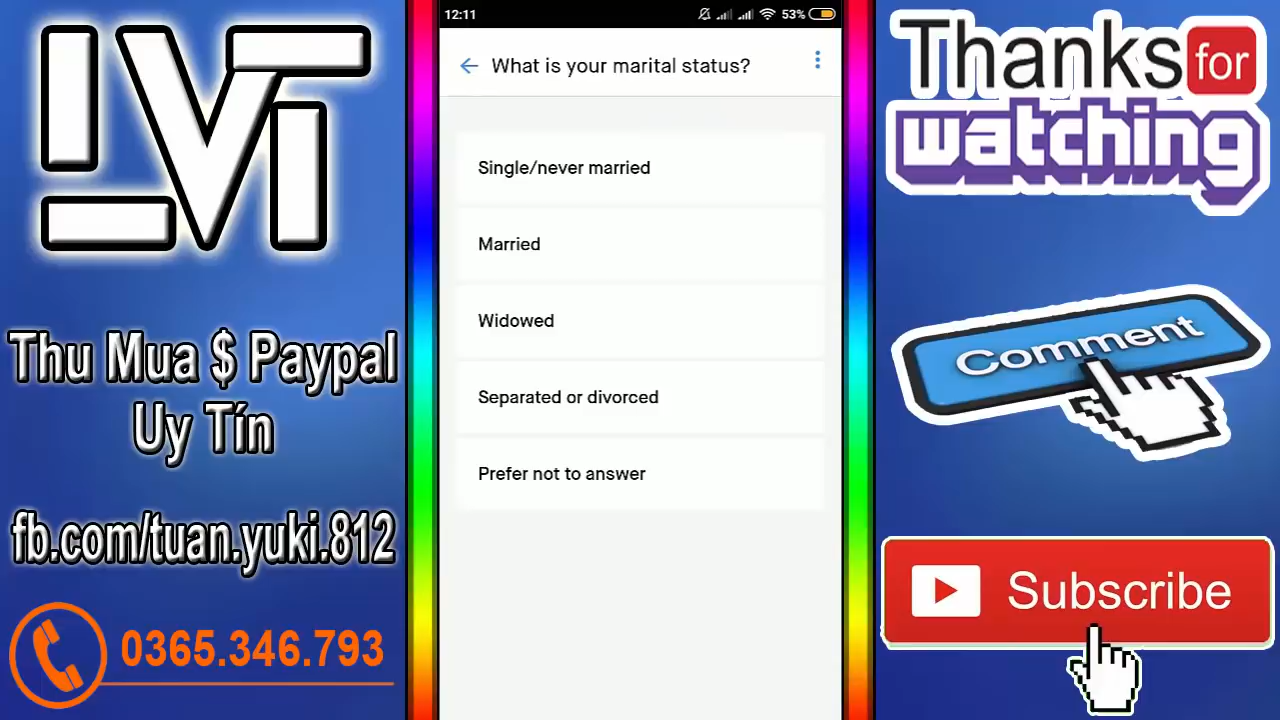 LVT
Thu Mua $ Paypal
Uy Tín
fb.com/tuan.yuki.812
0365.346.793
12:11
53%
What is your marital status?
Single/never married
Married
Widowed
Separated or divorced
Prefer not to answer
Thanks for
watching
Comment
Subscribe